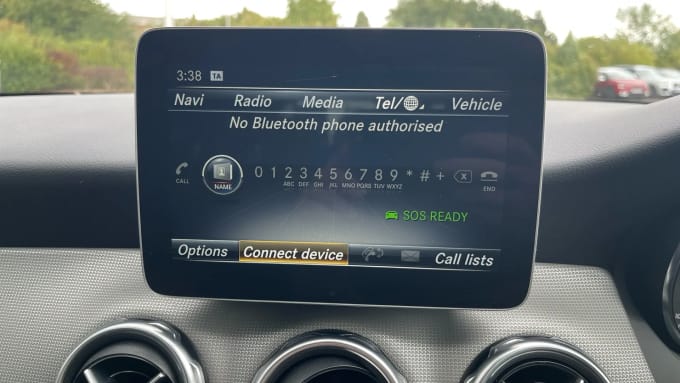 3:38 TA
Navi Radio Media Tel/ Vehicle
No Bluetooth phone authorised
CALL NAME 0 1 2 3 4 5 6 7 8 9 * # + END
ABC DEF GHI JKL MNO PQRS TUV WXYZ
SOS READY
Options Connect device Call lists